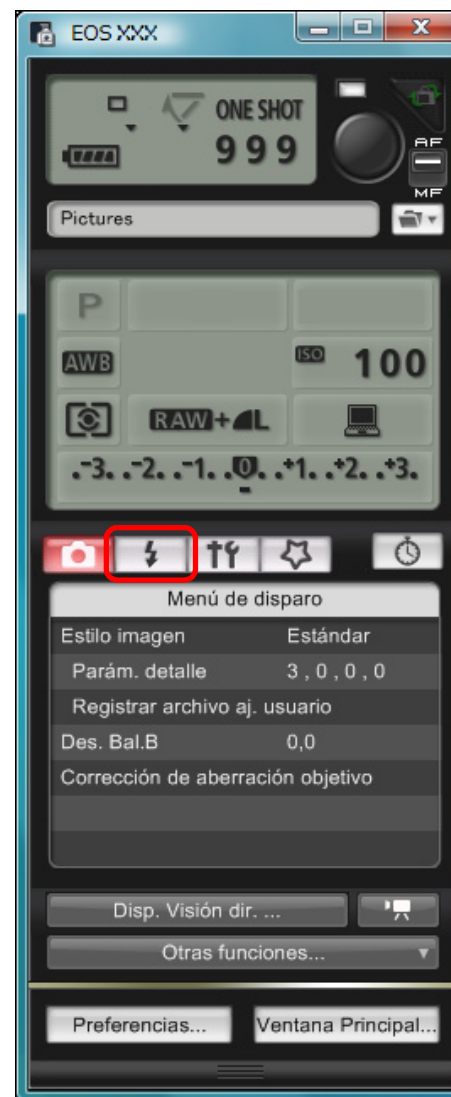 EOS XXX
ONE SHOT
999
AF
MF
Pictures
P
AWB
ISO 100
RAW+L
.-3. .-2. .-1. .0. .+1. .+2. .+3.
Menú de disparo
Estilo imagen Estándar
Parám. detalle 3 , 0 , 0 , 0
Registrar archivo aj. usuario
Des. Bal.B 0,0
Corrección de aberración objetivo
Disp. Visión dir. ...
Otras funciones...
Preferencias... Ventana Principal...